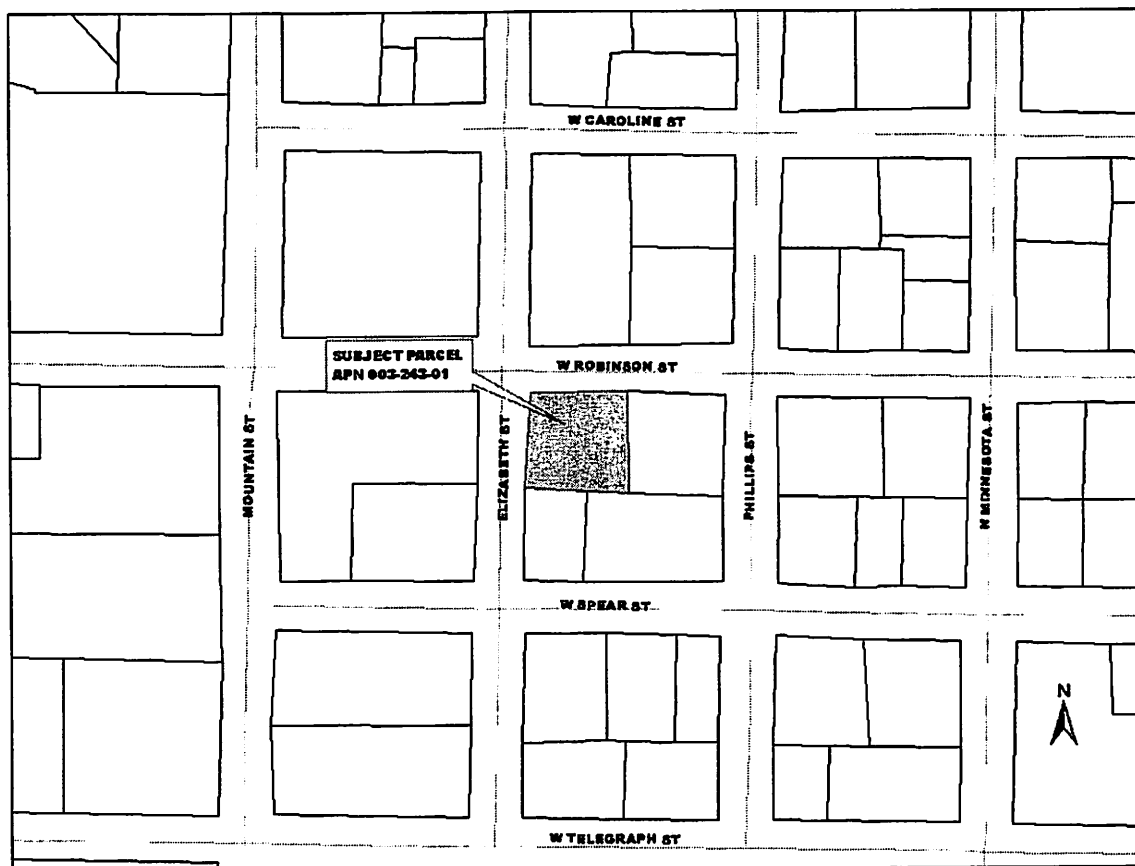 W CAROLINE ST
SUBJECT PARCEL
APN 003-243-01
W ROBINSON ST
MOUNTAIN ST
ELIZABETH ST
PHILLIPS ST
N MINNESOTA ST
W SPEAR ST
N
W TELEGRAPH ST